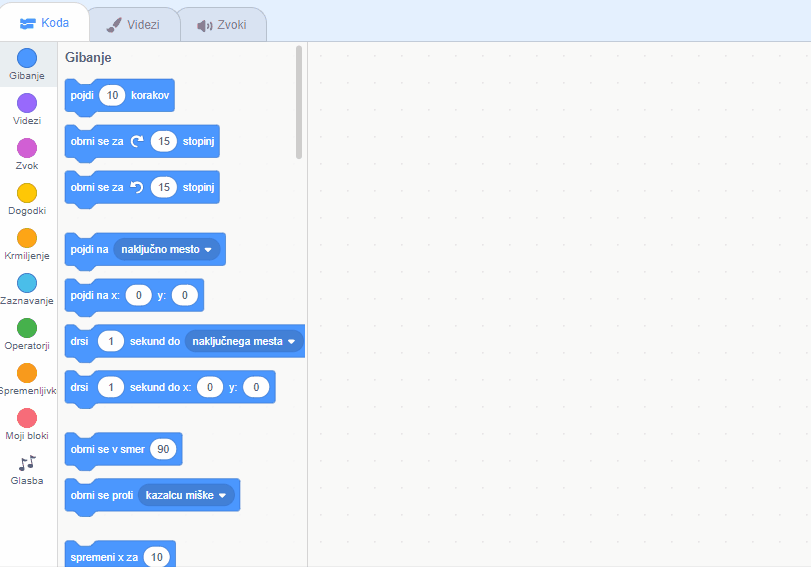 Koda
Videzi
Zvoki
Gibanje
Videzi
Zvok
Dogodki
Krmiljenje
Zaznavanje
Operatorji
Spremenljivk
Moji bloki
Glasba
Gibanje
pojdi 10 korakov
obrni se za 15 stopinj
obrni se za 15 stopinj
pojdi na naključno mesto
pojdi na x: 0 y: 0
drsi 1 sekund do naključnega mesta
drsi 1 sekund do x: 0 y: 0
obrni se v smer 90
obrni se proti kazalcu miške
spremeni x za 10